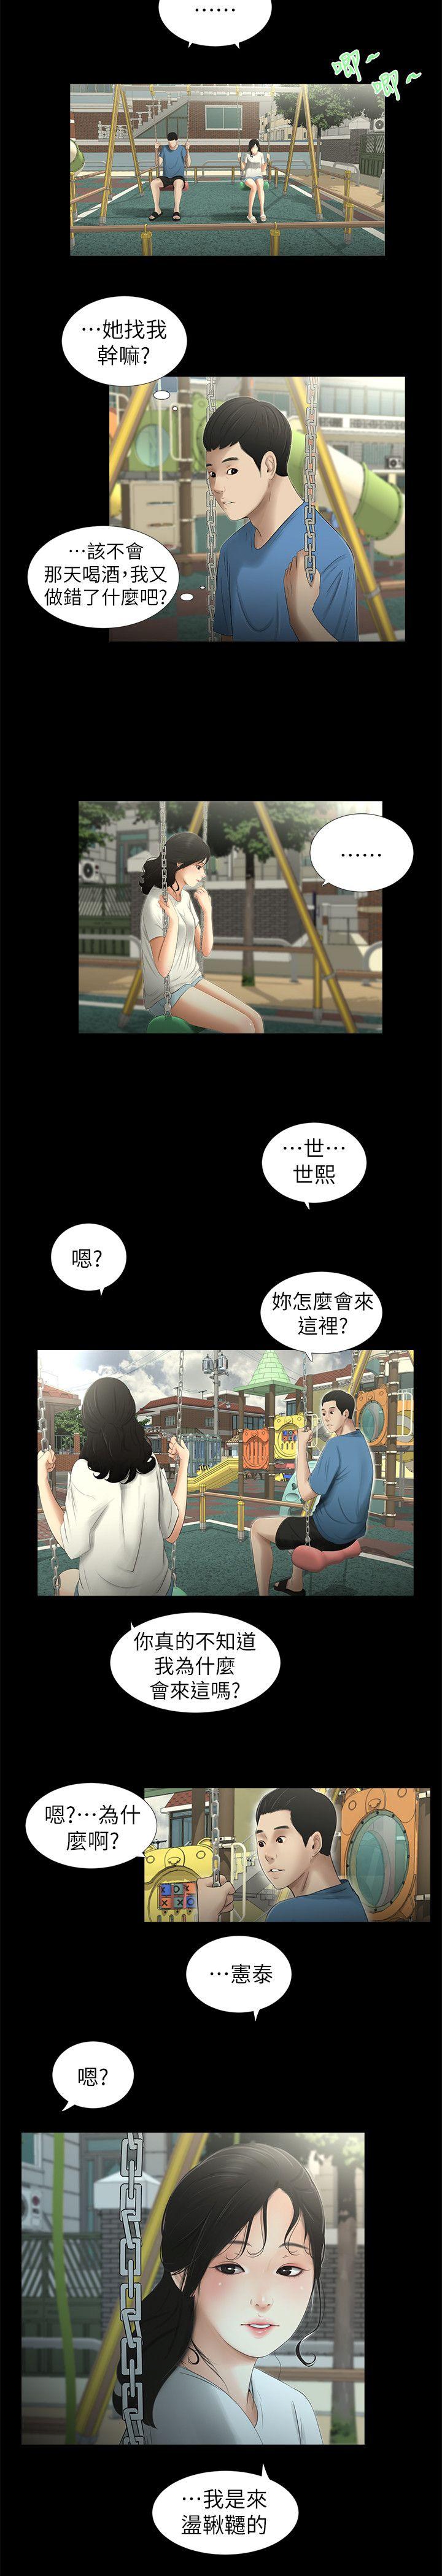 ……
唧~
唧~
…她找我
幹嘛?
…該不會
那天喝酒，我又
做錯了什麼吧?
……
…世…
世熙
嗯?
妳怎麼會來
這裡?
你真的不知道
我為什麼
會來這嗎?
嗯?…為什
麼啊?
…憲泰
嗯?
…我是來
盪鞦韆的